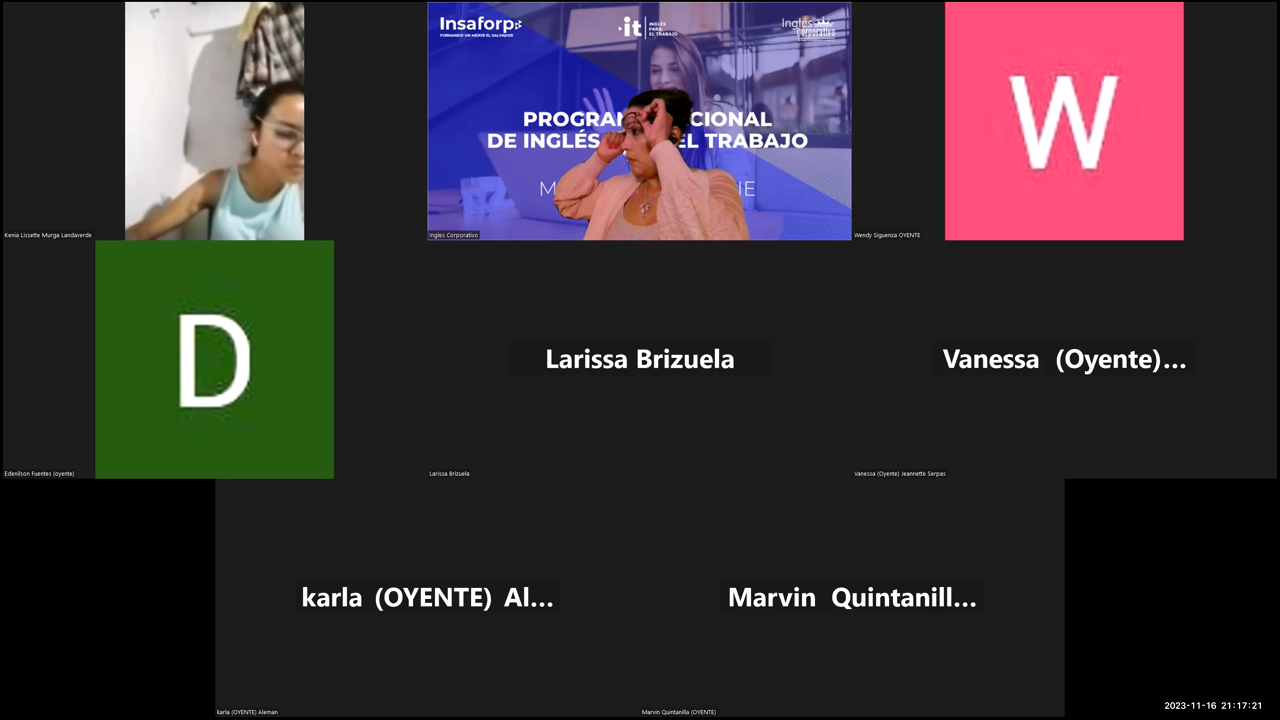 Insaforp
FORMANDO UN MEJOR EL SALVADOR
it
INGLÉS
PARA
EL TRABAJO
Inglés
Corporativo
PROGRA CIONAL
DE INGLÉS EL TRABAJO
M IE
W
Kenia Lissette Murga Landaverde
Ingles Corporativo
Wendy Siguenza OYENTE
D
Larissa Brizuela
Vanessa (Oyente)...
Edenilson Fuentes (oyente)
Larissa Brizuela
Vanessa (Oyente) Jeannette Serpas
karla (OYENTE) Al...
Marvin Quintanill...
karla (OYENTE) Aleman
Marvin Quintanilla (OYENTE)
2023-11-16 21:17:21